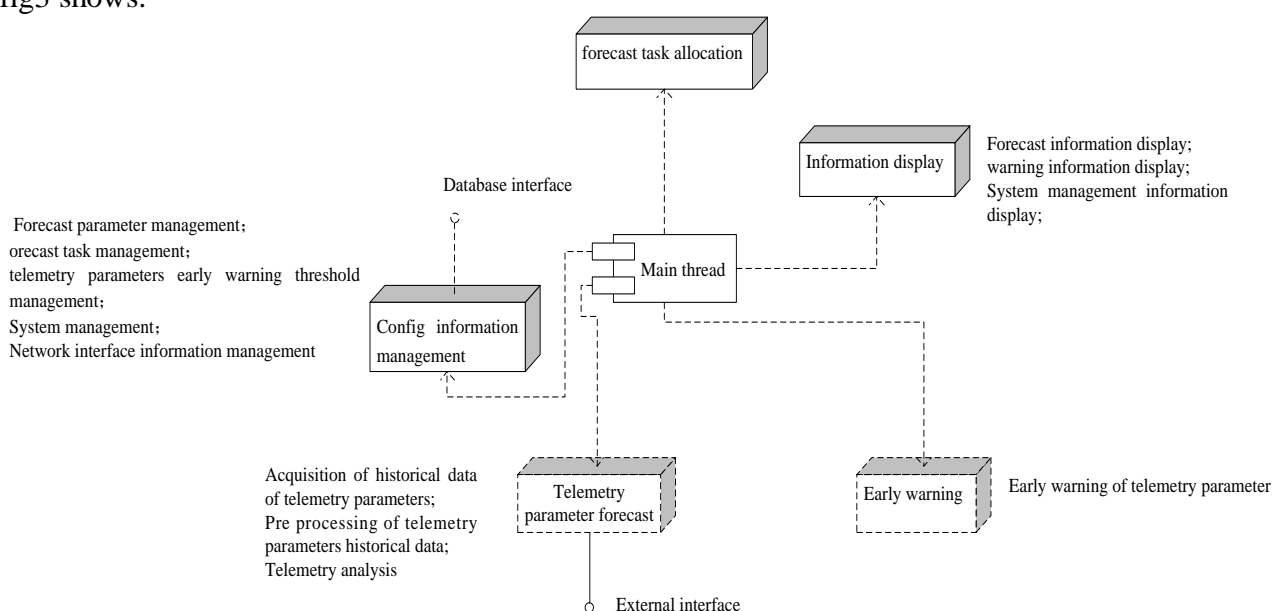 fig5 shows:
forecast task allocation
Information display
Forecast information display;
warning information display;
System management information
display;
Database interface
Forecast parameter management；
orecast task management；
telemetry parameters early warning threshold
management；
System management；
Network interface information management
Main thread
Config information
management
Acquisition of historical data
of telemetry parameters;
Pre processing of telemetry
parameters historical data;
Telemetry analysis
Telemetry
parameter forecast
Early warning
Early warning of telemetry parameter
External interface